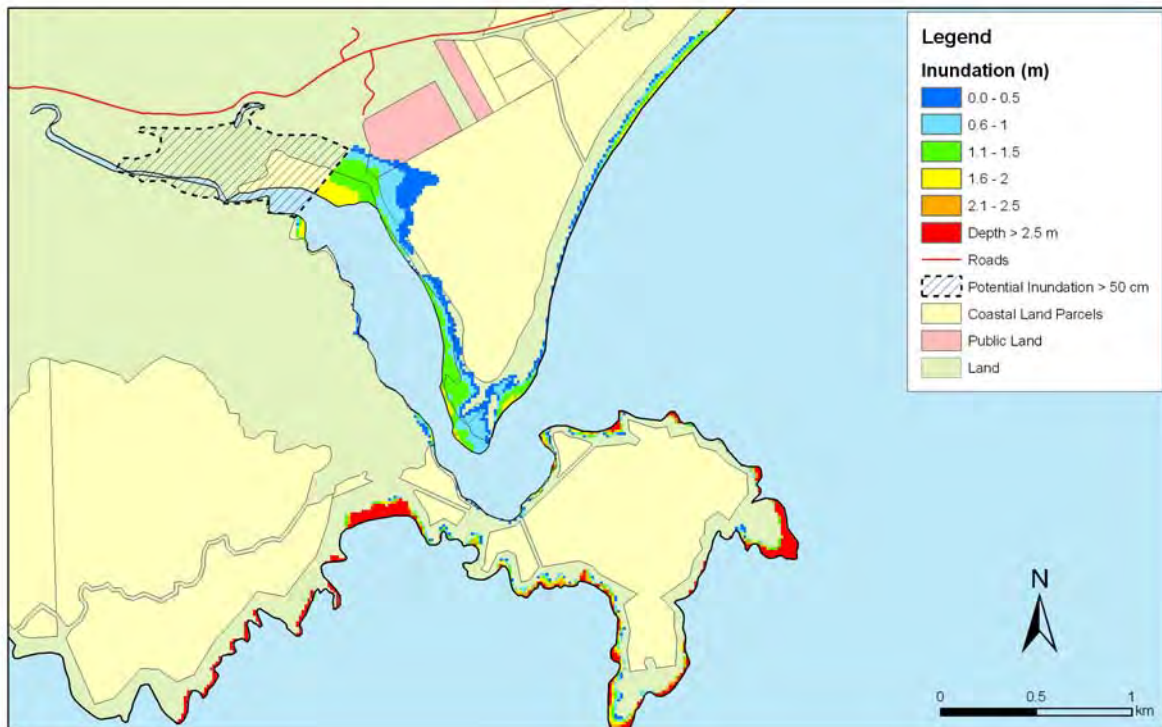 Legend
Inundation (m)
0.0 - 0.5
0.6 - 1
1.1 - 1.5
1.6 - 2
2.1 - 2.5
Depth > 2.5 m
Roads
Potential Inundation > 50 cm
Coastal Land Parcels
Public Land
Land
N
0 0.5 1
km